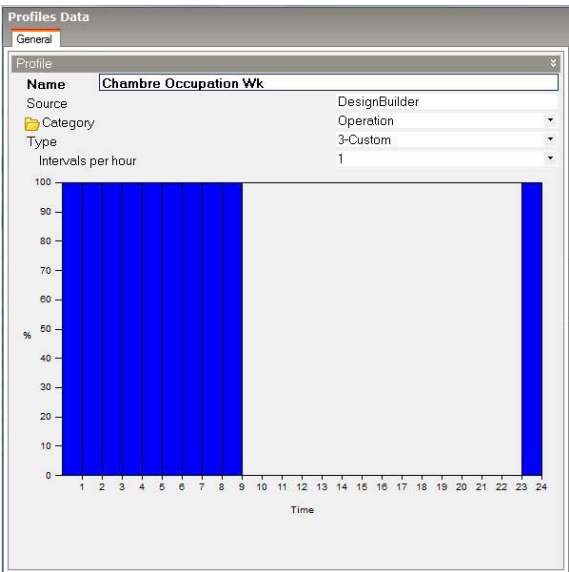 Profiles Data
General
Profile
Name Chambre Occupation Wk
Source DesignBuilder
Category Operation
Type 3-Custom
Intervals per hour 1
100
90
80
70
60
50
%
40
30
20
10
0
1 2 3 4 5 6 7 8 9 10 11 12 13 14 15 16 17 18 19 20 21 22 23 24
Time